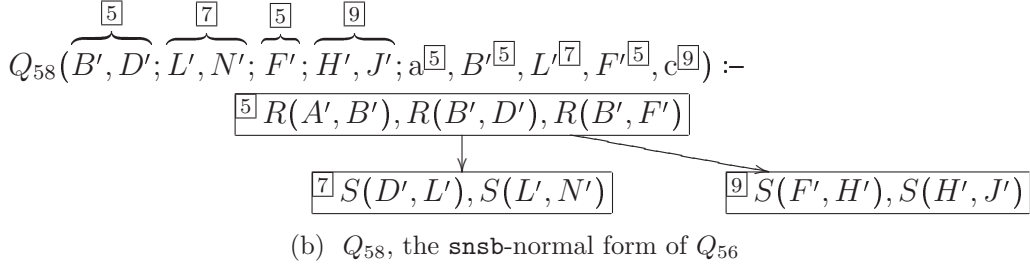 5 7 5 9
Q₅₈(B′, D′; L′, N′; F′; H′, J′; a⁵, B′⁵, L′⁷, F′⁵, c⁹) :–
5 R(A′, B′), R(B′, D′), R(B′, F′)
7 S(D′, L′), S(L′, N′) 9 S(F′, H′), S(H′, J′)
(b) Q₅₈, the snsb-normal form of Q₅₆